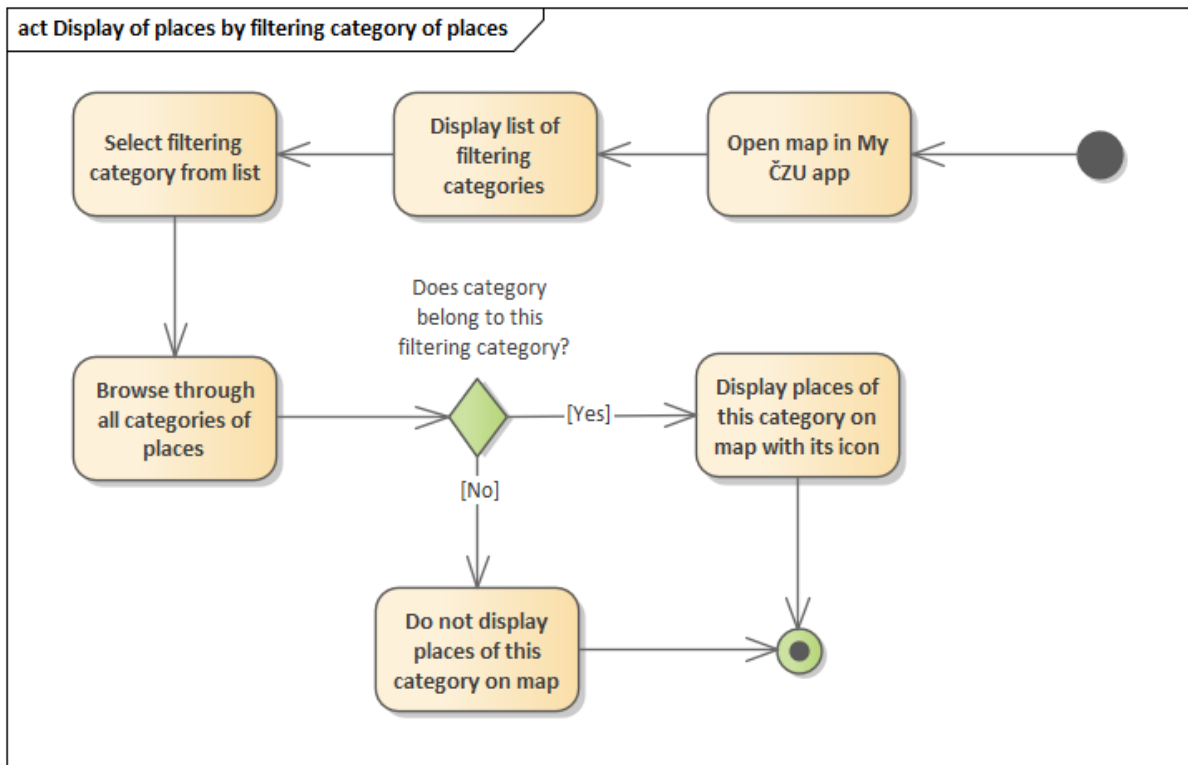 act Display of places by filtering category of places
Select filtering
category from list
Display list of
filtering
categories
Open map in My
ČZU app
Does category
belong to this
filtering category?
Browse through
all categories of
places
[Yes]
Display places of
this category on
map with its icon
[No]
Do not display
places of this
category on map